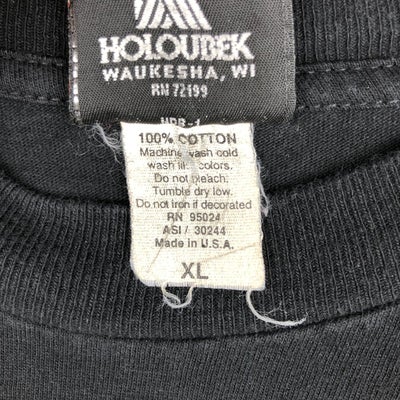 HOLOUBEK
WAUKESHA, WI
RN 72199
100% COTTON
Machine wash cold
wash like colors.
Do not bleach.
Tumble dry low.
Do not iron if decorated
RN 95024
ASI / 30244
Made in U.S.A.
XL